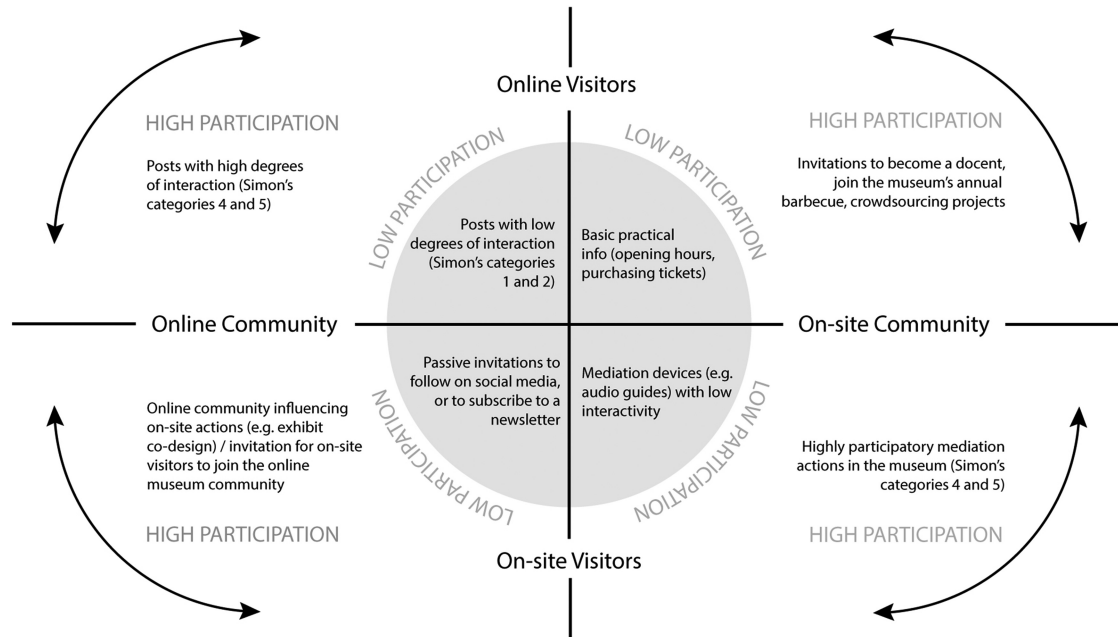 Online Visitors
HIGH PARTICIPATION
Posts with high degrees
of interaction (Simon's
categories 4 and 5)
LOW PARTICIPATION
Posts with low
degrees of interaction
(Simon's categories
1 and 2)
LOW PARTICIPATION
Basic practical
info (opening hours,
purchasing tickets)
HIGH PARTICIPATION
Invitations to become a docent,
join the museum's annual
barbecue, crowdsourcing projects
Online Community
On-site Community
Online community influencing
on-site actions (e.g. exhibit
co-design) / invitation for on-site
visitors to join the online
museum community
HIGH PARTICIPATION
Passive invitations to
follow on social media,
or to subscribe to a
newsletter
LOW PARTICIPATION
Mediation devices (e.g.
audio guides) with low
interactivity
LOW PARTICIPATION
Highly participatory mediation
actions in the museum (Simon's
categories 4 and 5)
HIGH PARTICIPATION
On-site Visitors